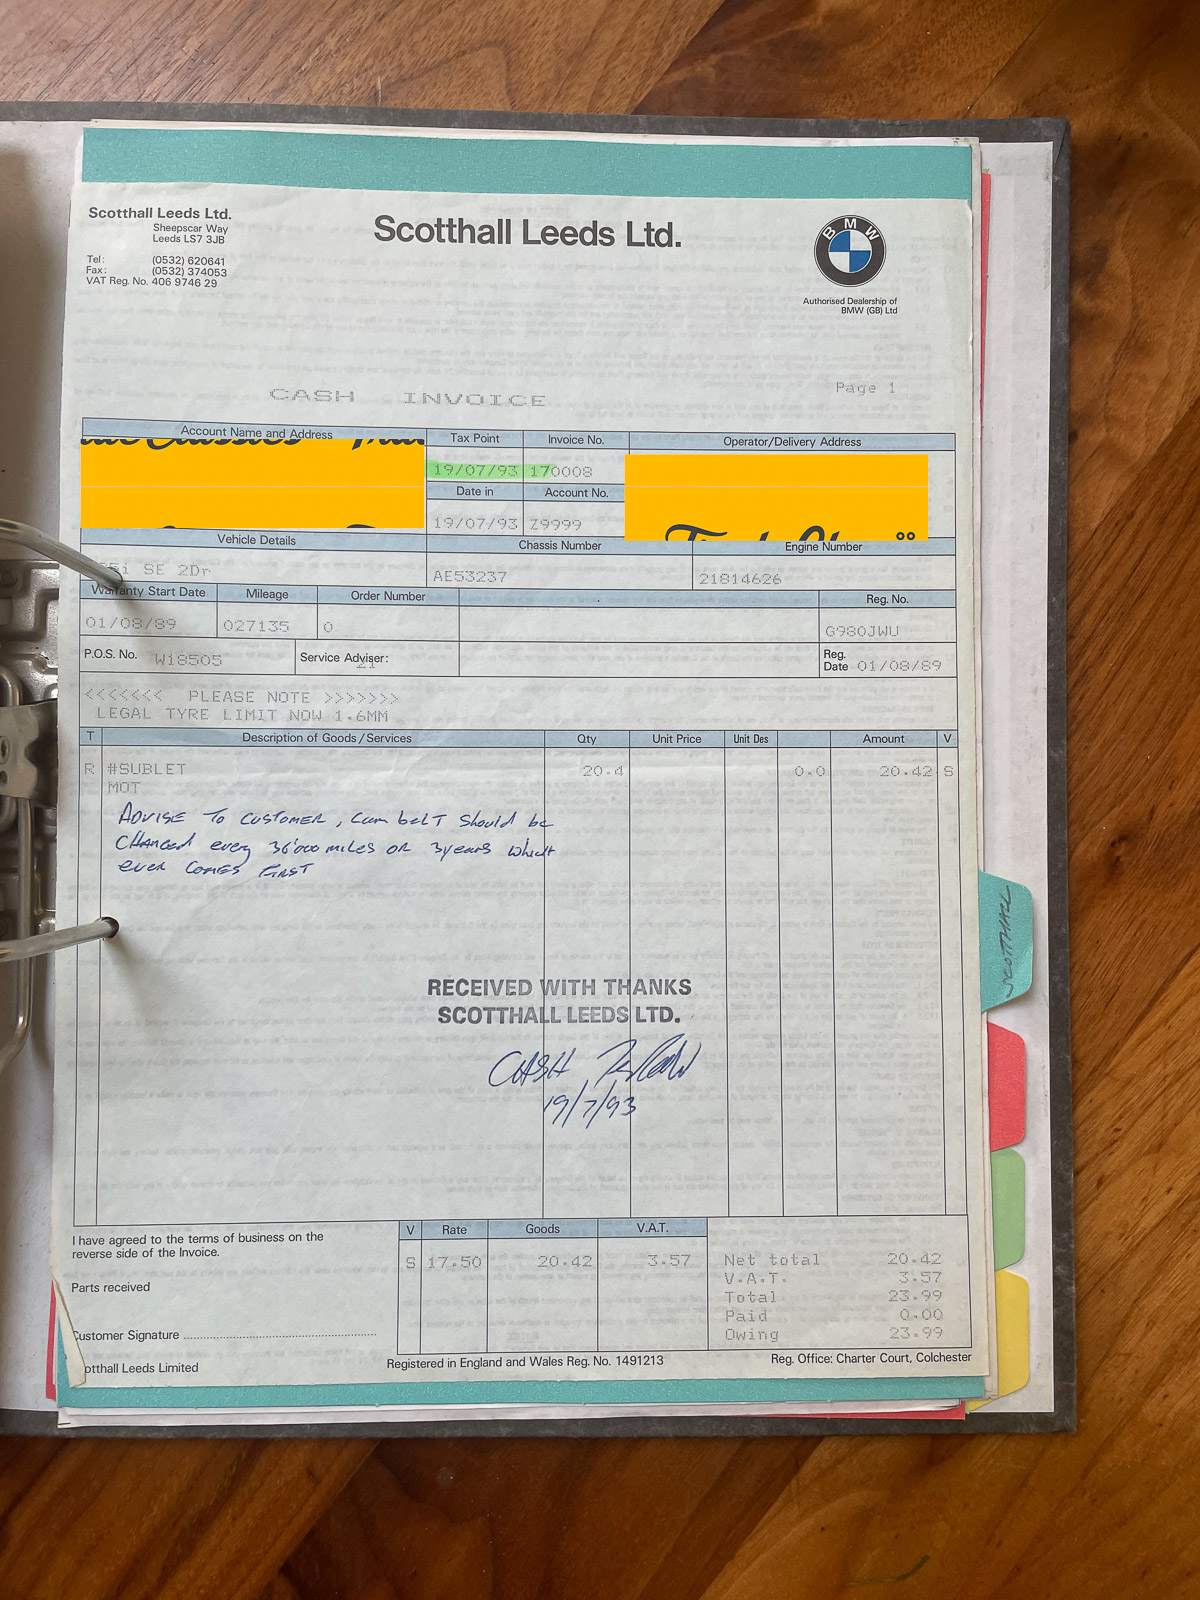 Scotthall Leeds Ltd.
Sheepscar Way
Leeds LS7 3JB
Tel: (0532) 620641
Fax: (0532) 374053
VAT Reg. No. 406 9746 29
Scotthall Leeds Ltd.
BMW
Authorised Dealership of
BMW (GB) Ltd
Page 1
CASH INVOICE
Account Name and Address
Tax Point
Invoice No.
Operator/Delivery Address
19/07/93 170008
Date in
Account No.
19/07/93 Z9999
Vehicle Details
Chassis Number
Engine Number
SE 2Dr
AE53237
21814626
Warranty Start Date
Mileage
Order Number
Reg. No.
01/08/89
027135
0
G980JWU
P.O.S. No. W18505
Service Adviser: 21
Reg. Date 01/08/89
<<<<<<< PLEASE NOTE >>>>>>>
LEGAL TYRE LIMIT NOW 1.6MM
T Description of Goods/Services Qty Unit Price Unit Des Amount V
R #SUBLET 20.4 0.0 20.42 S
MOT
ADVISE TO CUSTOMER, Cam belt should be
CHANGED every 36'000 miles OR 3years which
ever COMES FIRST
RECEIVED WITH THANKS
SCOTTHALL LEEDS LTD.
CASH
19/7/93
SCOTTHALL
I have agreed to the terms of business on the
reverse side of the Invoice.
Parts received
Customer Signature
V Rate Goods V.A.T.
S 17.50 20.42 3.57
Net total 20.42
V.A.T. 3.57
Total 23.99
Paid 0.00
Owing 23.99
otthall Leeds Limited
Registered in England and Wales Reg. No. 1491213
Reg. Office: Charter Court, Colchester